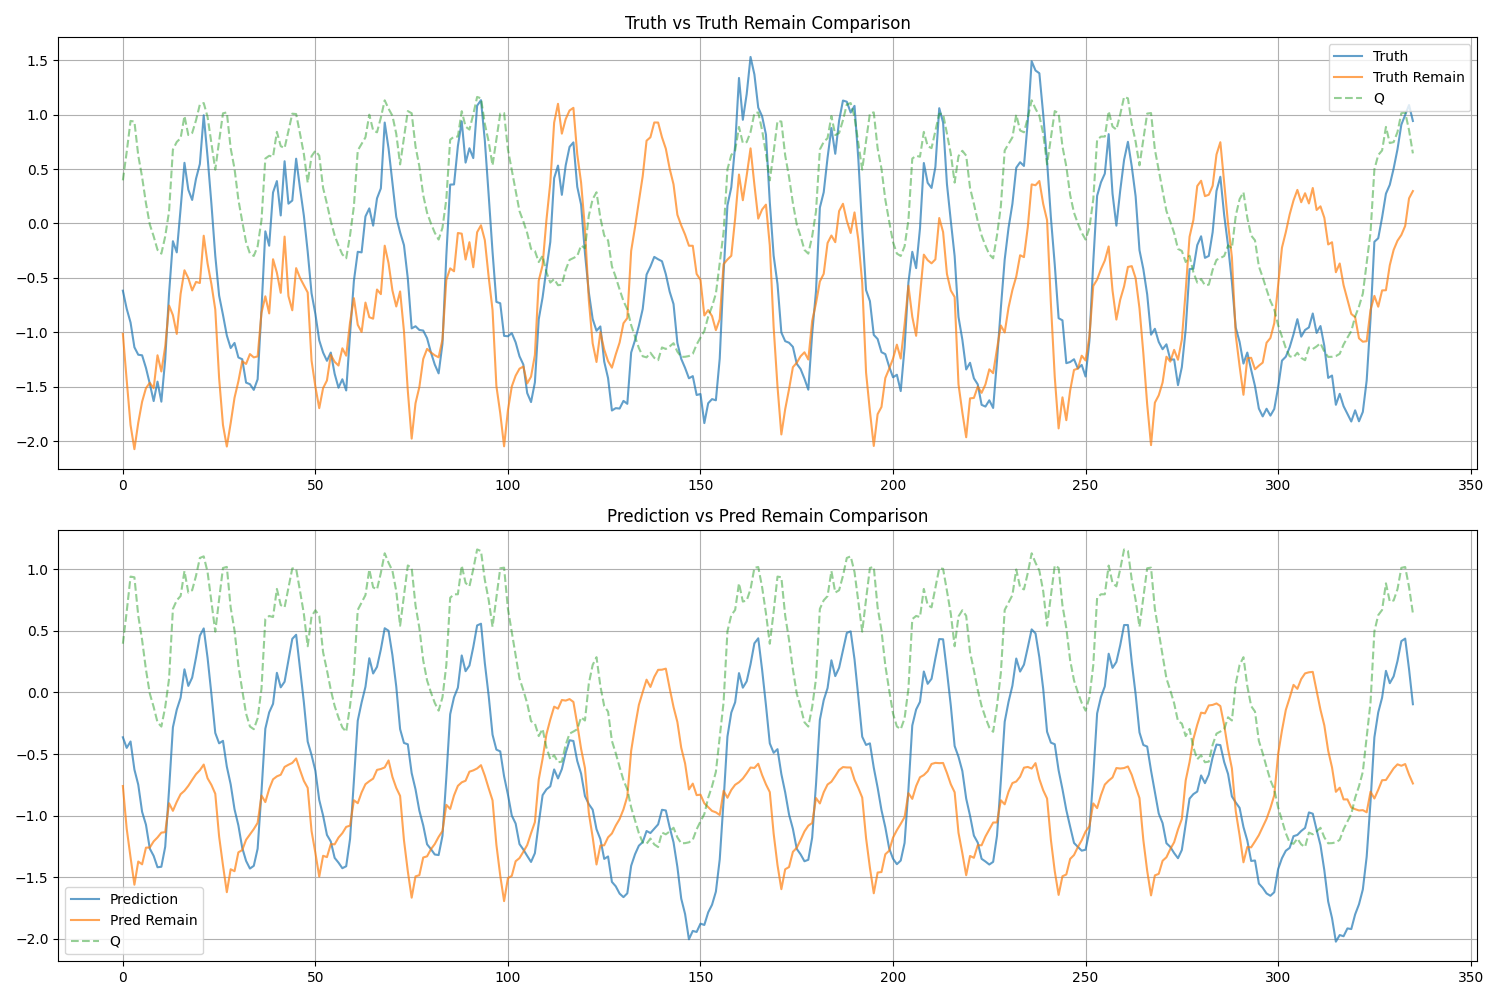 Truth vs Truth Remain Comparison
1.5
1.0
0.5
0.0
−0.5
−1.0
−1.5
−2.0
Truth
Truth Remain
Q
0 50 100 150 200 250 300 350
Prediction vs Pred Remain Comparison
1.0
0.5
0.0
−0.5
−1.0
−1.5
−2.0
Prediction
Pred Remain
Q
0 50 100 150 200 250 300 350